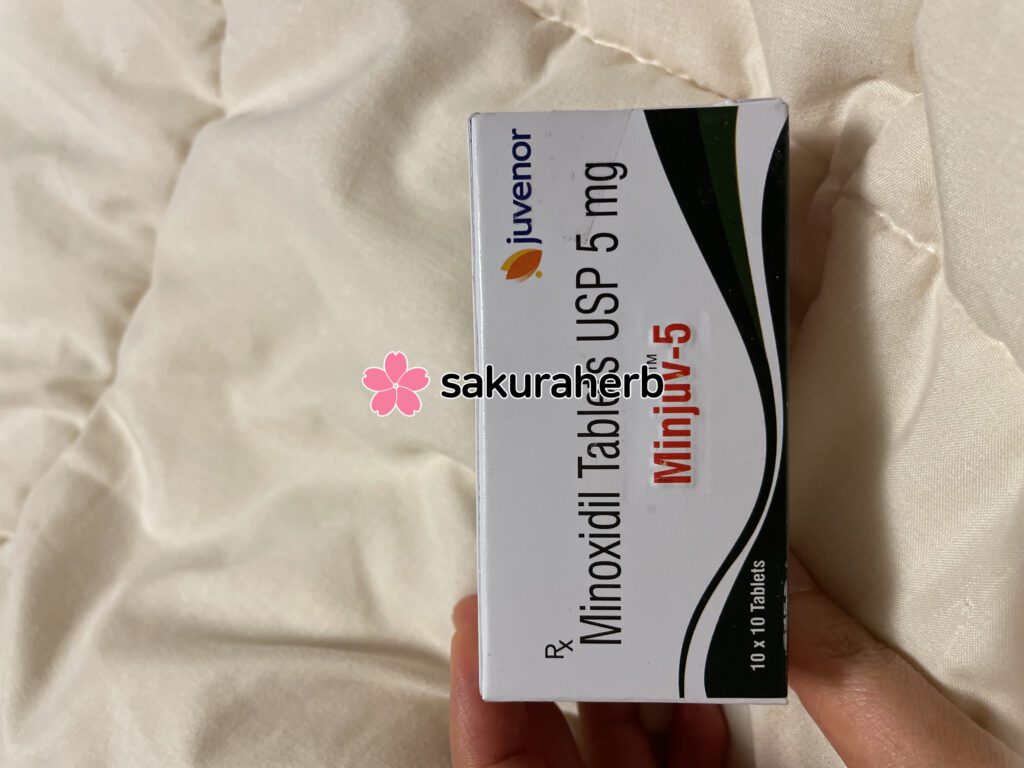 juvenor
Rx
Minoxidil Tablets USP 5 mg
Minjuv-5™
10 x 10 Tablets
sakuraherb